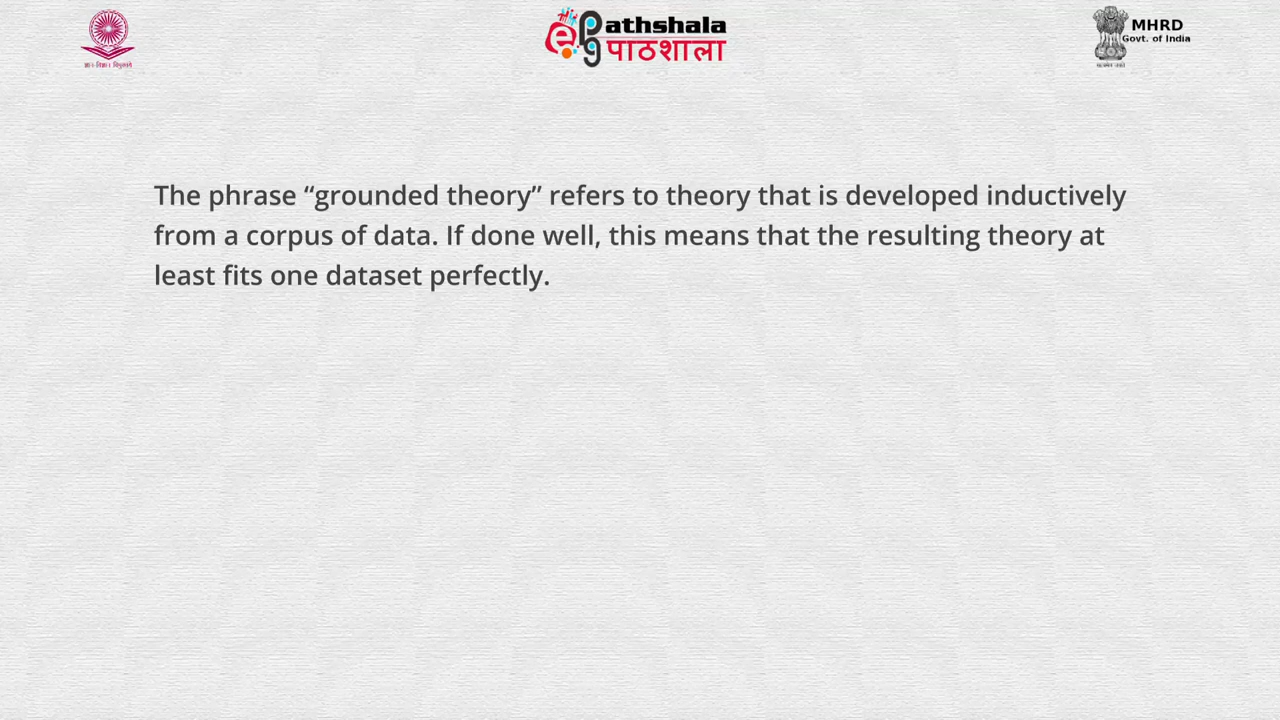 athshala
पाठशाला
MHRD
Govt. of India
The phrase “grounded theory” refers to theory that is developed inductively
from a corpus of data. If done well, this means that the resulting theory at
least fits one dataset perfectly.